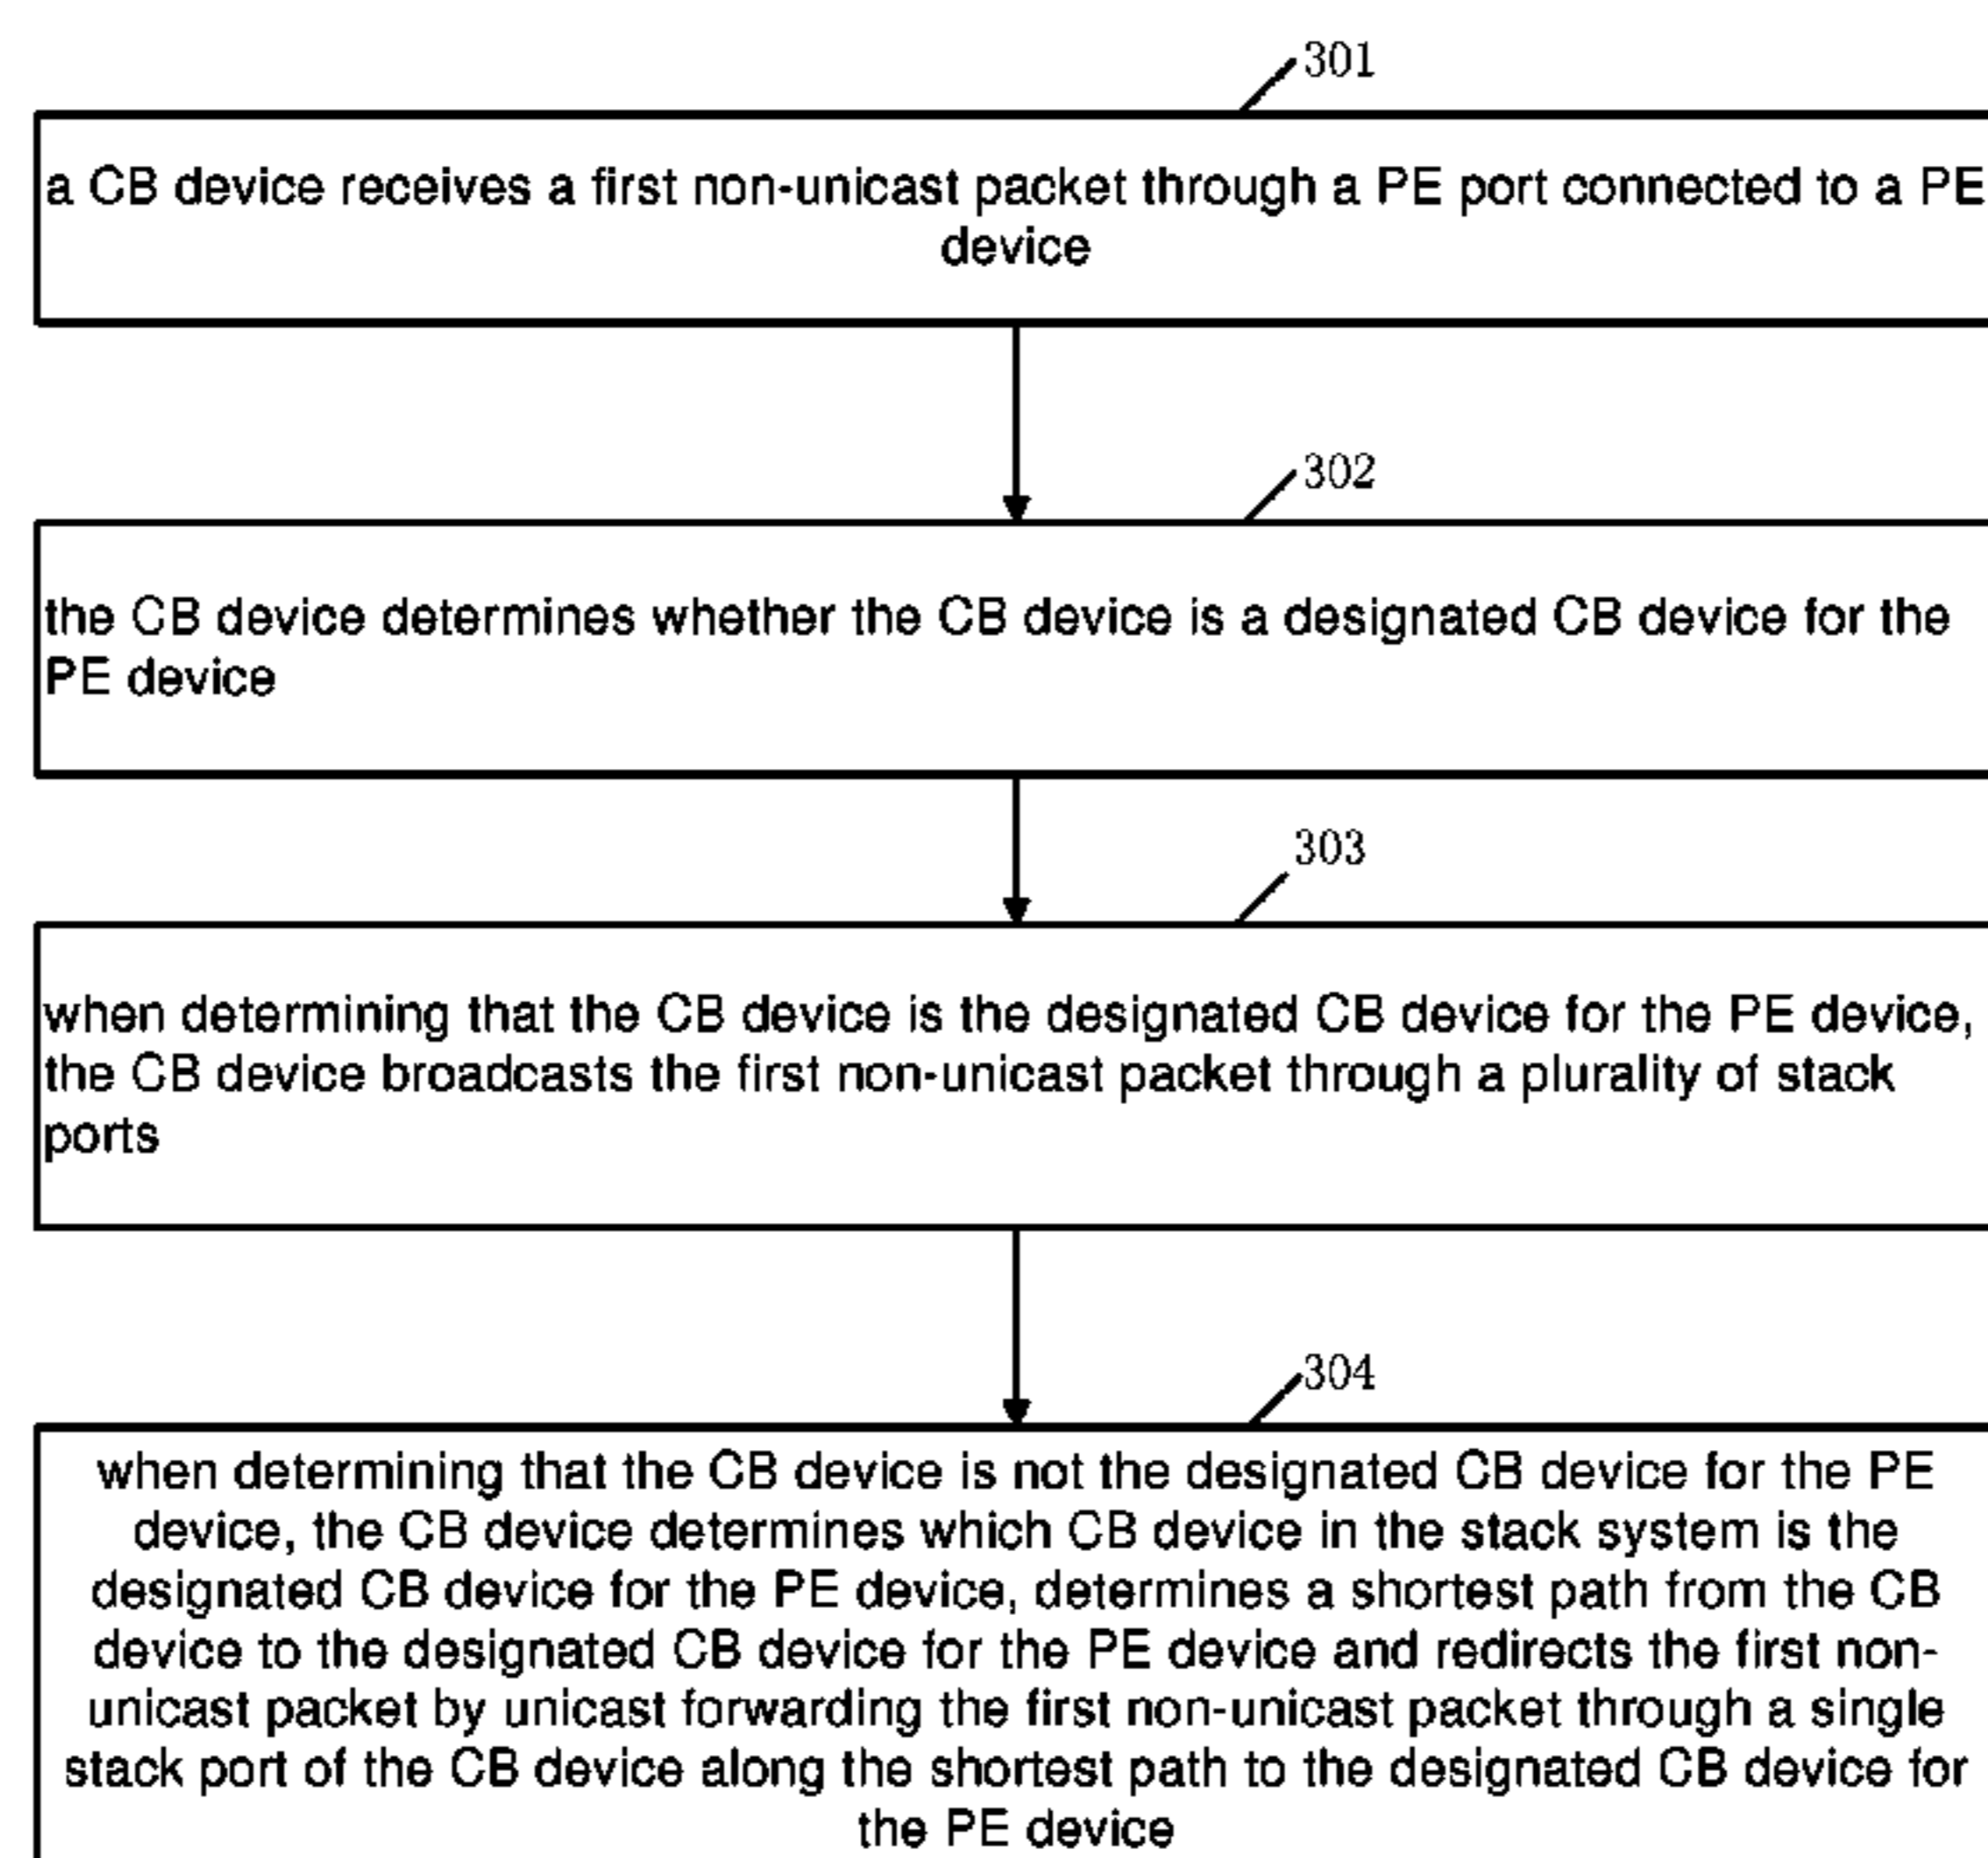 301
a CB device receives a first non-unicast packet through a PE port connected to a PE
device
302
the CB device determines whether the CB device is a designated CB device for the
PE device
303
when determining that the CB device is the designated CB device for the PE device,
the CB device broadcasts the first non-unicast packet through a plurality of stack
ports
304
when determining that the CB device is not the designated CB device for the PE
device, the CB device determines which CB device in the stack system is the
designated CB device for the PE device, determines a shortest path from the CB
device to the designated CB device for the PE device and redirects the first non-
unicast packet by unicast forwarding the first non-unicast packet through a single
stack port of the CB device along the shortest path to the designated CB device for
the PE device